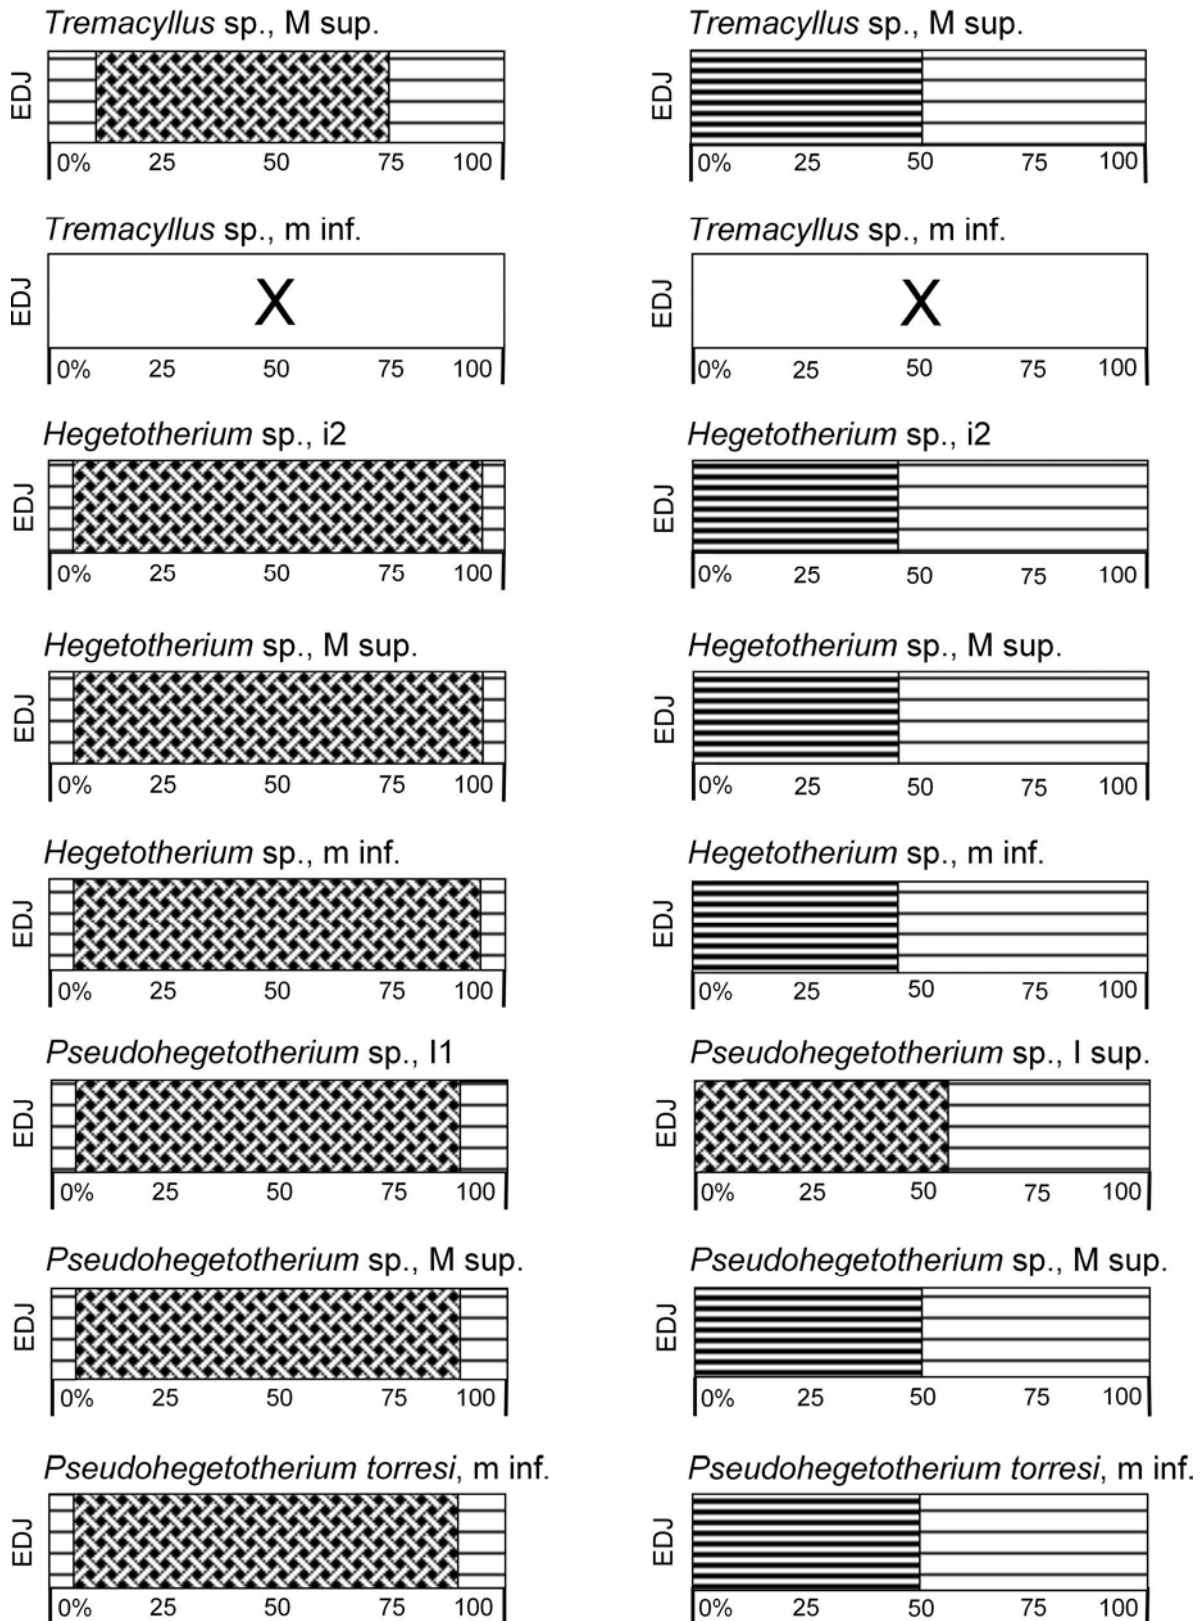 Tremacyllus sp., M sup.
EDJ
0% 25 50 75 100
Tremacyllus sp., M sup.
EDJ
0% 25 50 75 100
Tremacyllus sp., m inf.
EDJ
X
0% 25 50 75 100
Tremacyllus sp., m inf.
EDJ
X
0% 25 50 75 100
Hegetotherium sp., i2
EDJ
0% 25 50 75 100
Hegetotherium sp., i2
EDJ
0% 25 50 75 100
Hegetotherium sp., M sup.
EDJ
0% 25 50 75 100
Hegetotherium sp., M sup.
EDJ
0% 25 50 75 100
Hegetotherium sp., m inf.
EDJ
0% 25 50 75 100
Hegetotherium sp., m inf.
EDJ
0% 25 50 75 100
Pseudohegetotherium sp., I1
EDJ
0% 25 50 75 100
Pseudohegetotherium sp., I sup.
EDJ
0% 25 50 75 100
Pseudohegetotherium sp., M sup.
EDJ
0% 25 50 75 100
Pseudohegetotherium sp., M sup.
EDJ
0% 25 50 75 100
Pseudohegetotherium torresi, m inf.
EDJ
0% 25 50 75 100
Pseudohegetotherium torresi, m inf.
EDJ
0% 25 50 75 100